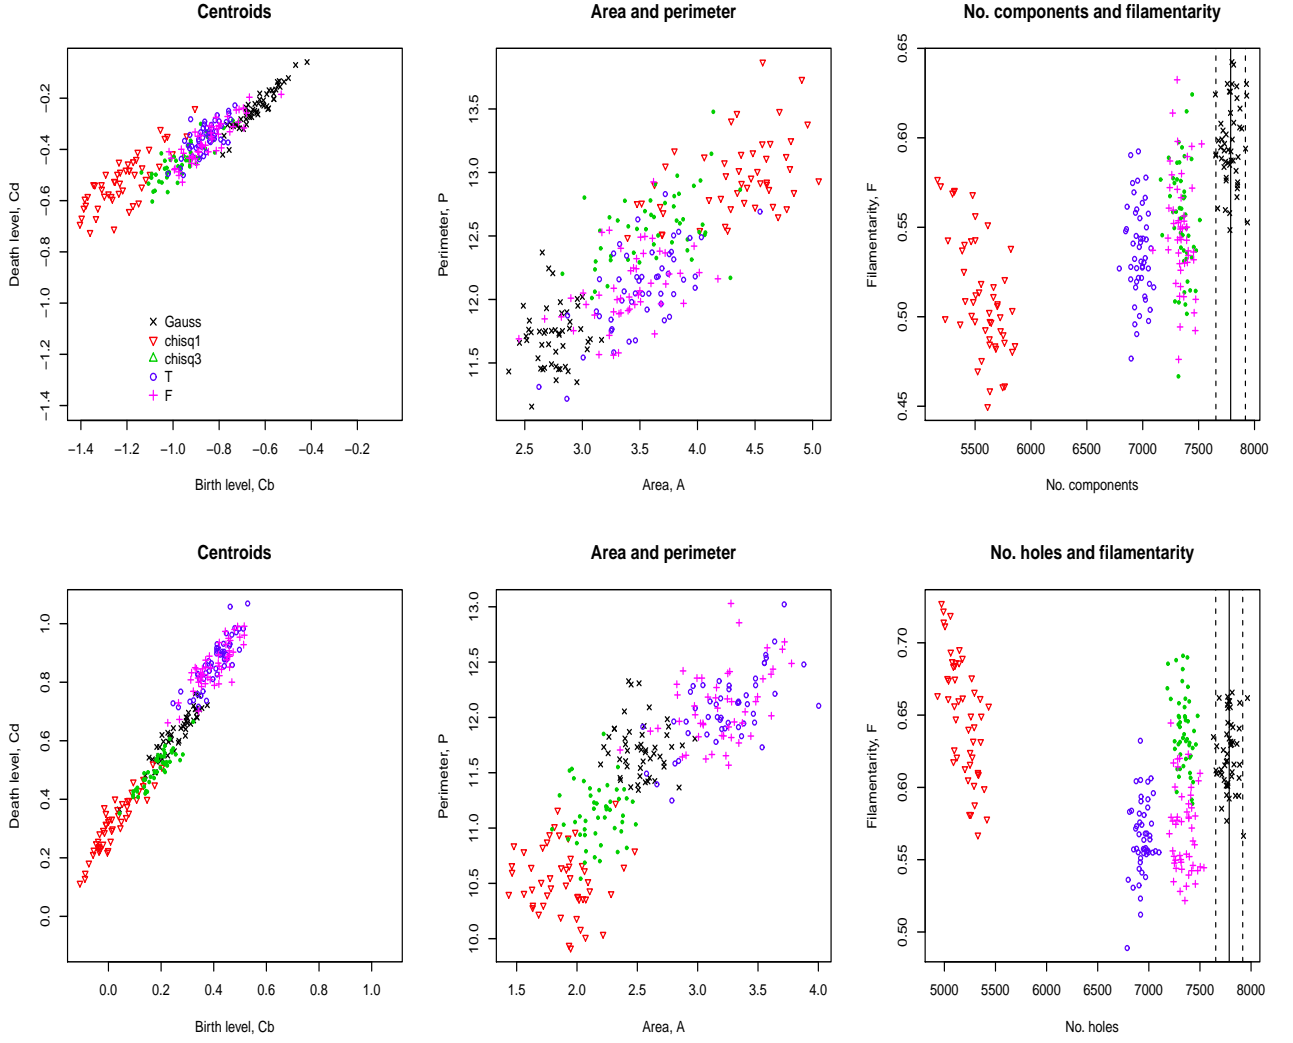 Centroids
Death level, Cd
−0.2
−0.4
−0.6
−0.8
−1.0
−1.2
−1.4
Gauss
chisq1
chisq3
T
F
−1.4 −1.2 −1.0 −0.8 −0.6 −0.4 −0.2
Birth level, Cb
Area and perimeter
Perimeter, P
13.5
13.0
12.5
12.0
11.5
2.5 3.0 3.5 4.0 4.5 5.0
Area, A
No. components and filamentarity
Filamentarity, F
0.65
0.60
0.55
0.50
0.45
5500 6000 6500 7000 7500 8000
No. components
Centroids
Death level, Cd
1.0
0.8
0.6
0.4
0.2
0.0
0.0 0.2 0.4 0.6 0.8 1.0
Birth level, Cb
Area and perimeter
Perimeter, P
13.0
12.5
12.0
11.5
11.0
10.5
10.0
1.5 2.0 2.5 3.0 3.5 4.0
Area, A
No. holes and filamentarity
Filamentarity, F
0.70
0.65
0.60
0.55
0.50
5000 5500 6000 6500 7000 7500 8000
No. holes